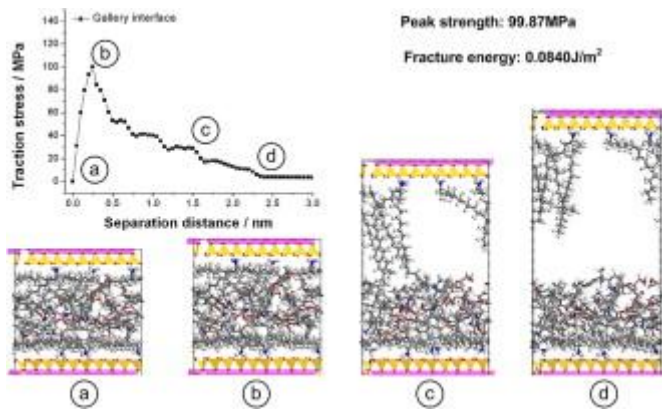 Gallery interface
Peak strength: 99.87MPa
Fracture energy: 0.0840J/m²
Traction stress / MPa
140
120
100
80
60
40
20
0
0.0 0.5 1.0 1.5 2.0 2.5 3.0
Separation distance / nm
a
b
c
d
a
b
c
d